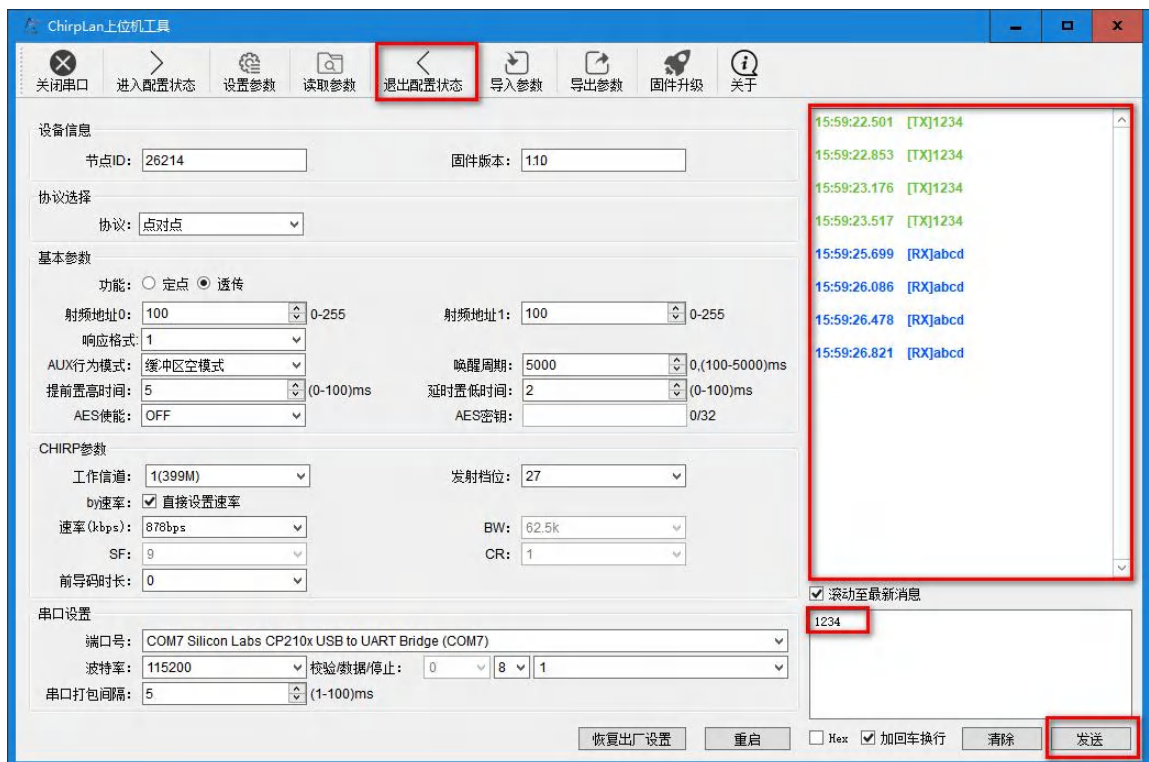 ChirpLan上位机工具
关闭串口 进入配置状态 设置参数 读取参数 退出配置状态 导入参数 导出参数 固件升级 关于
设备信息
节点ID: 26214 固件版本: 1.10
协议选择
协议: 点对点
基本参数
功能: 定点 透传
射频地址0: 100 0-255 射频地址1: 100 0-255
响应格式: 1
AUX行为模式: 缓冲区空模式 唤醒周期: 5000 0,(100-5000)ms
提前置高时间: 5 (0-100)ms 延时置低时间: 2 (0-100)ms
AES使能: OFF AES密钥: 0/32
CHIRP参数
工作信道: 1(399M) 发射档位: 27
by速率: 直接设置速率
速率(kbps): 878bps BW: 62.5k
SF: 9 CR: 1
前导码时长: 0
串口设置
端口号: COM7 Silicon Labs CP210x USB to UART Bridge (COM7)
波特率: 115200 校验/数据/停止: 0 8 1
串口打包间隔: 5 (1-100)ms
恢复出厂设置 重启
15:59:22.501 [TX]1234
15:59:22.853 [TX]1234
15:59:23.176 [TX]1234
15:59:23.517 [TX]1234
15:59:25.699 [RX]abcd
15:59:26.086 [RX]abcd
15:59:26.478 [RX]abcd
15:59:26.821 [RX]abcd
滚动至最新消息
1234
Hex 加回车换行 清除 发送